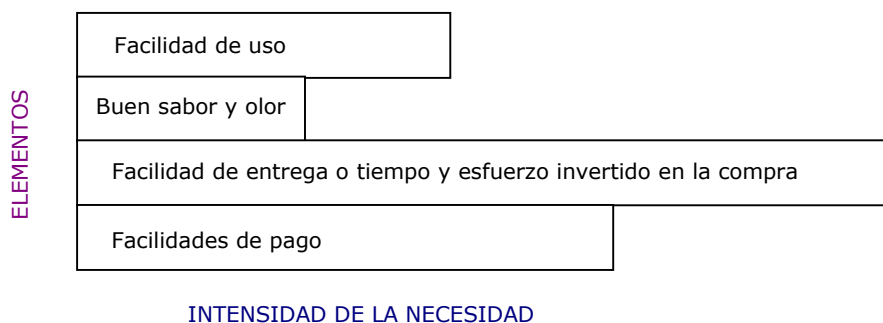 Facilidad de uso
Buen sabor y olor
Facilidad de entrega o tiempo y esfuerzo invertido en la compra
Facilidades de pago
ELEMENTOS
INTENSIDAD DE LA NECESIDAD